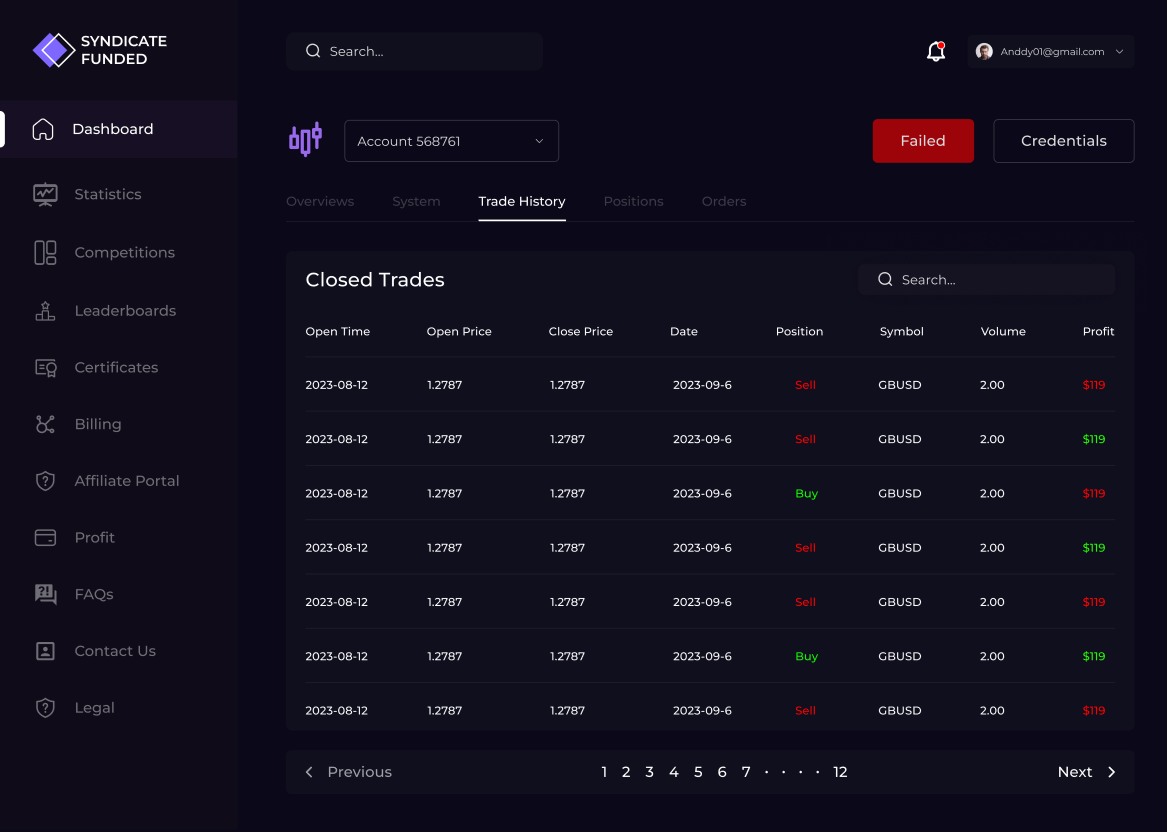 SYNDICATE
FUNDED
Search...
Anddy01@gmail.com
Dashboard
Statistics
Competitions
Leaderboards
Certificates
Billing
Affiliate Portal
Profit
FAQs
Contact Us
Legal
Account 568761
Failed
Credentials
Overviews System Trade History Positions Orders
Closed Trades
Search...
Open Time Open Price Close Price Date Position Symbol Volume Profit
2023-08-12 1.2787 1.2787 2023-09-6 Sell GBUSD 2.00 $119
2023-08-12 1.2787 1.2787 2023-09-6 Sell GBUSD 2.00 $119
2023-08-12 1.2787 1.2787 2023-09-6 Buy GBUSD 2.00 $119
2023-08-12 1.2787 1.2787 2023-09-6 Sell GBUSD 2.00 $119
2023-08-12 1.2787 1.2787 2023-09-6 Sell GBUSD 2.00 $119
2023-08-12 1.2787 1.2787 2023-09-6 Buy GBUSD 2.00 $119
2023-08-12 1.2787 1.2787 2023-09-6 Sell GBUSD 2.00 $119
Previous 1 2 3 4 5 6 7 · · · · 12 Next